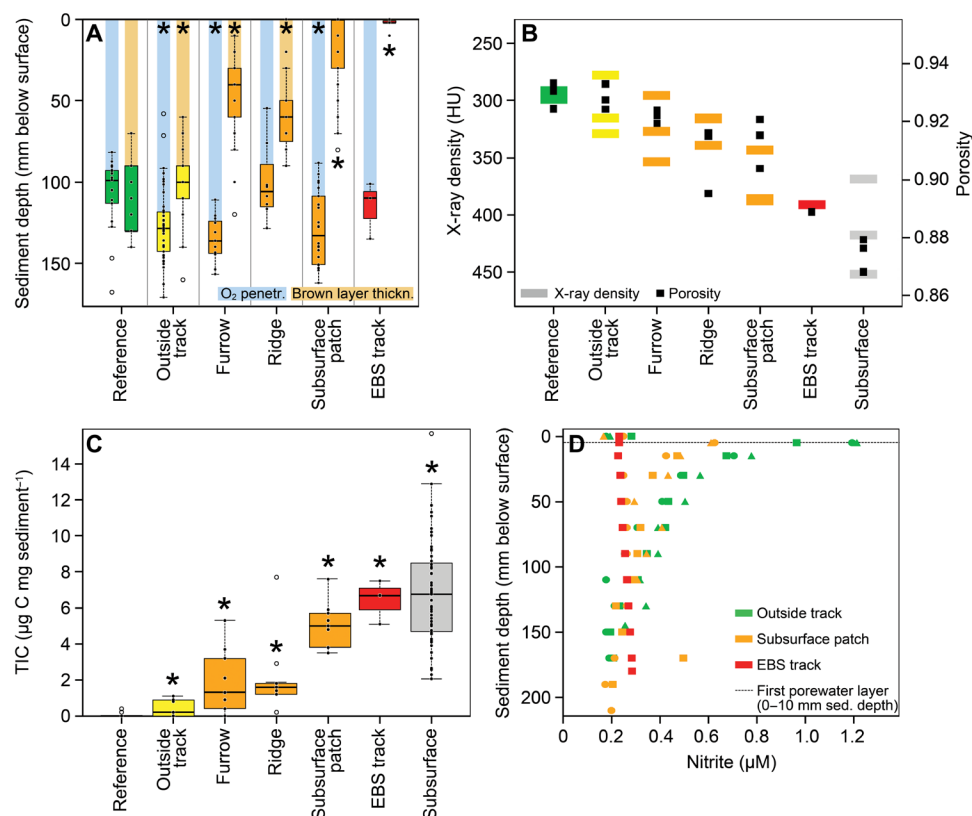 A
Sediment depth (mm below surface)
0
50
100
150
* * * * * * * *
O₂ penetr. Brown layer thickn.
Reference
Outside
track
Furrow
Ridge
Subsurface
patch
EBS track
B
X-ray density (HU)
250
300
350
400
450
Porosity
0.94
0.92
0.90
0.88
0.86
X-ray density Porosity
Reference
Outside
track
Furrow
Ridge
Subsurface
patch
EBS track
Subsurface
C
TIC (µg C mg sediment⁻¹)
14
12
10
8
6
4
2
0
* * * * * *
Reference
Outside
track
Furrow
Ridge
Subsurface
patch
EBS track
Subsurface
D
Sediment depth (mm below surface)
0
50
100
150
200
Outside track
Subsurface patch
EBS track
First porewater layer
(0–10 mm sed. depth)
0 0.2 0.4 0.6 0.8 1.0 1.2
Nitrite (µM)